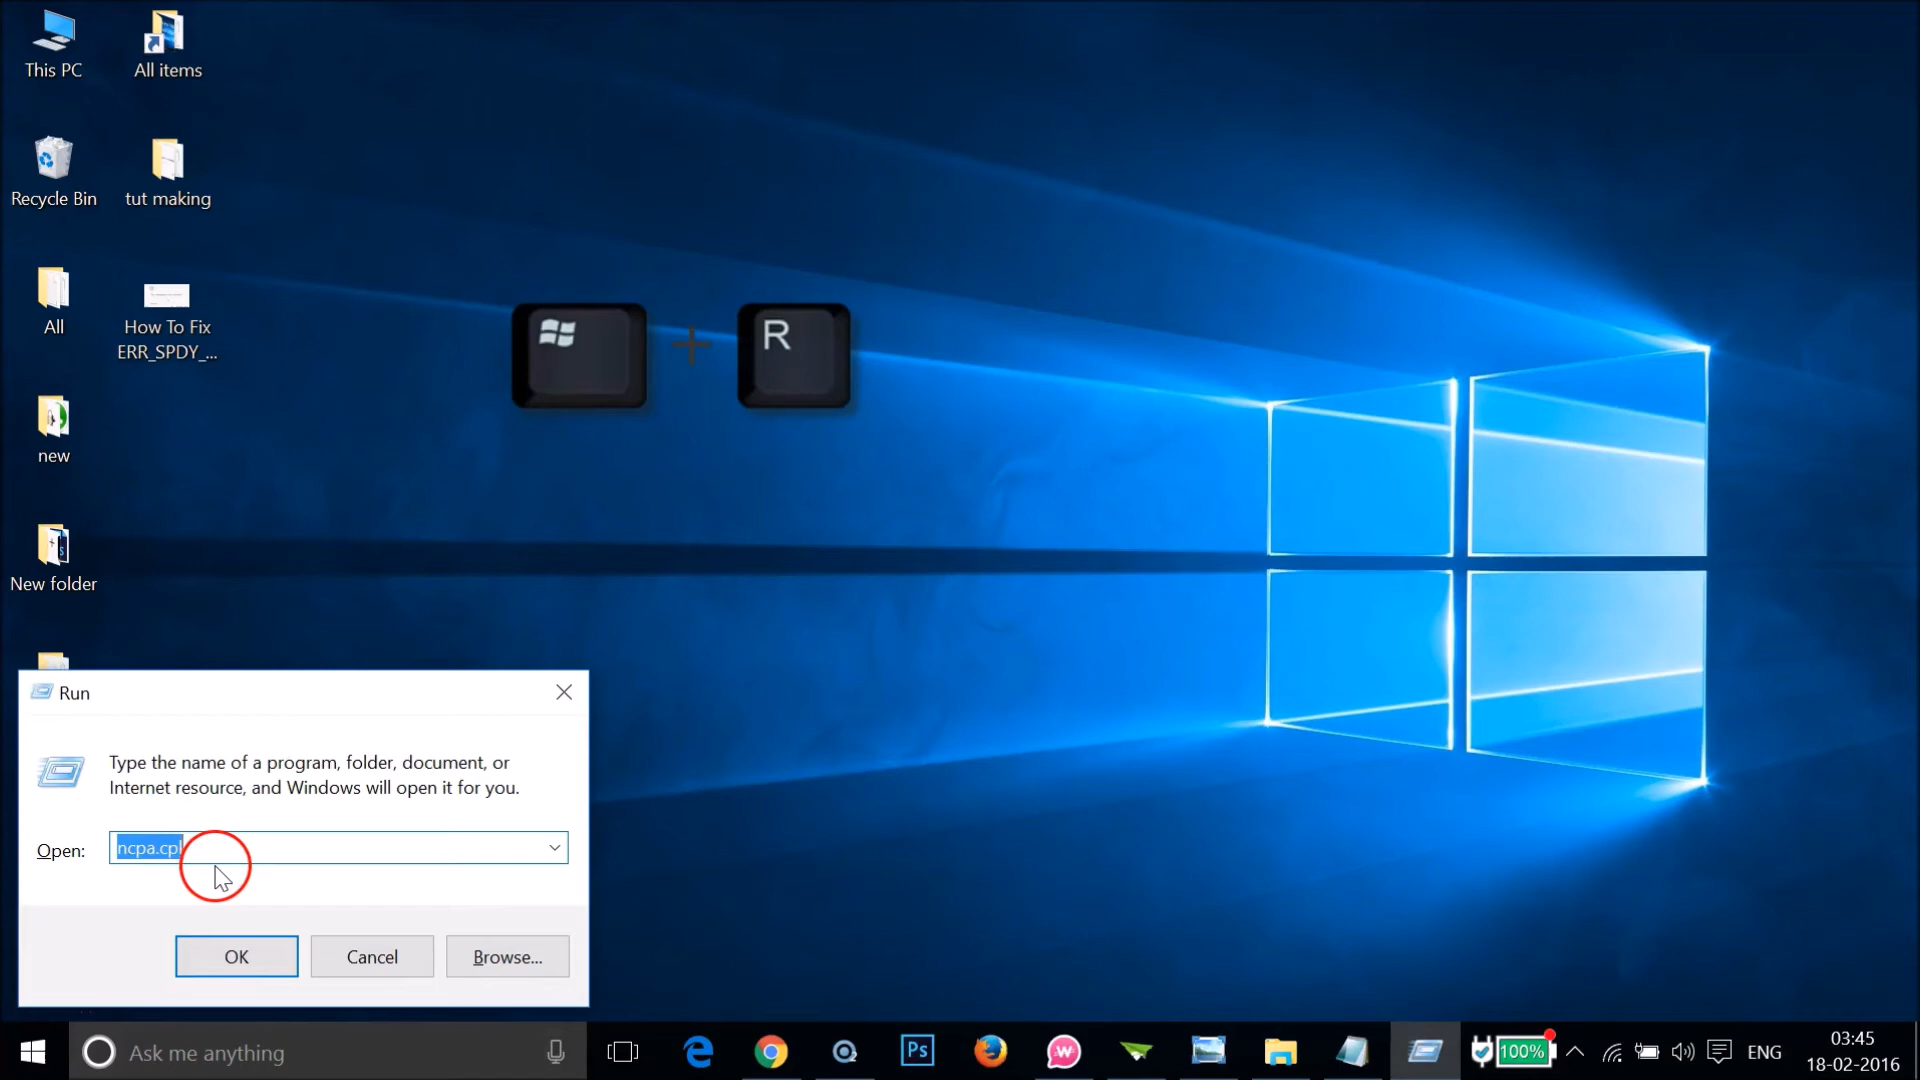 This PC
All items
Recycle Bin
tut making
All
How To Fix
ERR_SPDY_...
new
New folder
R
Run
Type the name of a program, folder, document, or
Internet resource, and Windows will open it for you.
Open:
ncpa.cpl
OK
Cancel
Browse...
Ask me anything
Ps
100%
ENG
03:45
18-02-2016